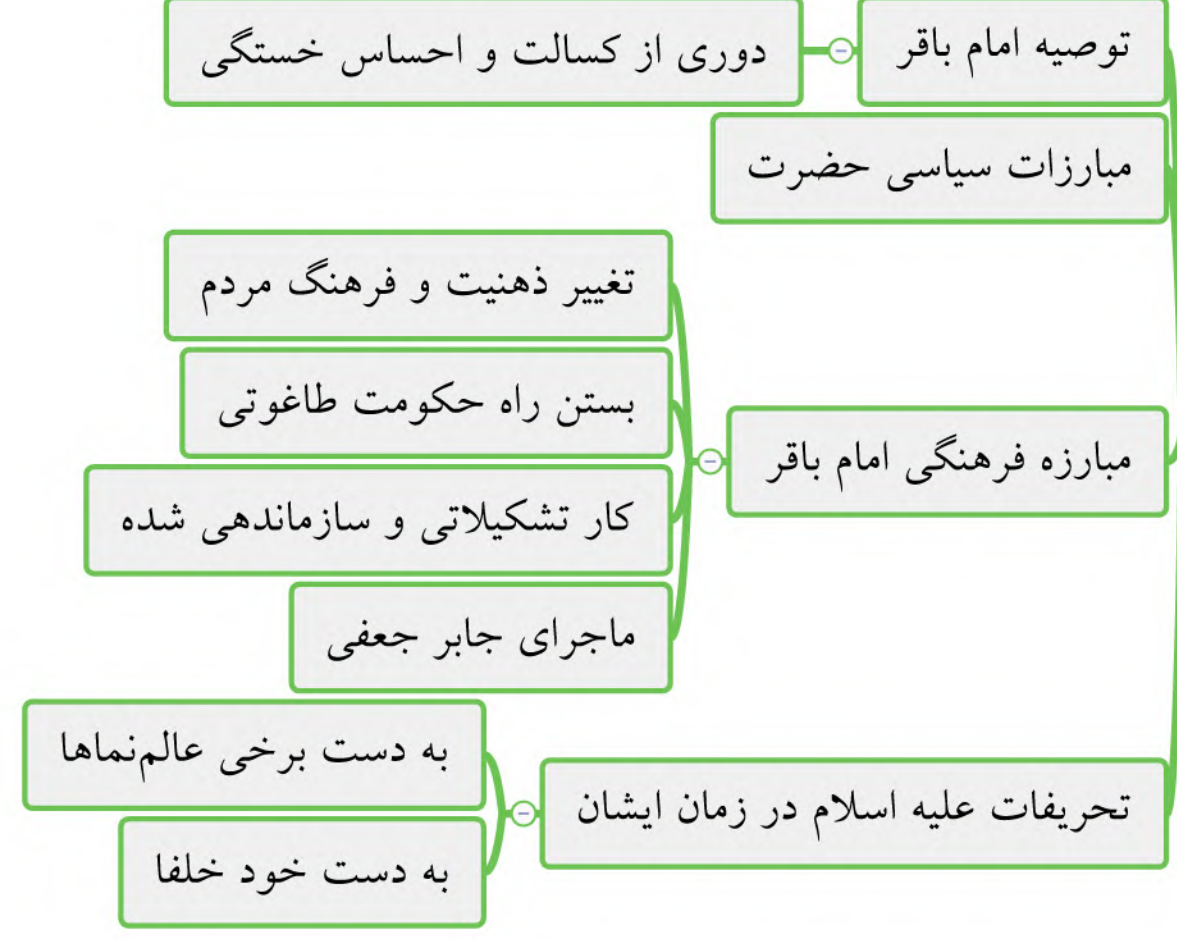 توصیه امام باقر
دوری از کسالت و احساس خستگی
مبارزات سیاسی حضرت
مبارزه فرهنگی امام باقر
تغییر ذهنیت و فرهنگ مردم
بستن راه حکومت طاغوتی
کار تشکیلاتی و سازماندهی شده
ماجرای جابر جعفی
تحریفات علیه اسلام در زمان ایشان
به دست برخی عالم‌نماها
به دست خود خلفا